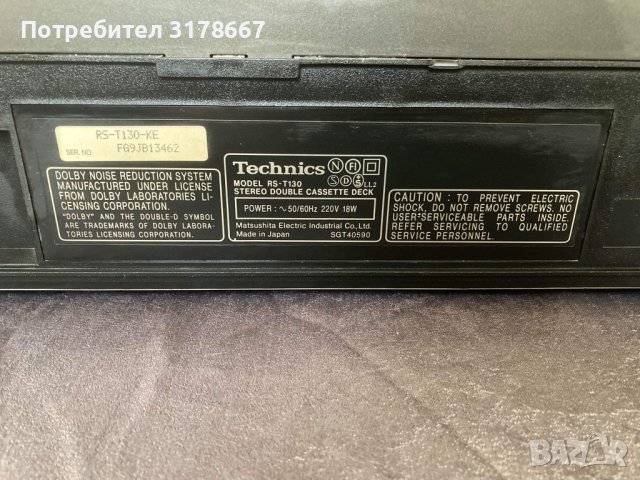 Потребител 3178667
RS-T130-KE
SER. NO. FG9JB13462
DOLBY NOISE REDUCTION SYSTEM
MANUFACTURED UNDER LICENSE
FROM DOLBY LABORATORIES LI-
CENSING CORPORATION.
"DOLBY" AND THE DOUBLE-D SYMBOL
ARE TRADEMARKS OF DOLBY LABORA-
TORIES LICENSING CORPORATION.
Technics N FI
MODEL RS-T130 S D S LL2
STEREO DOUBLE CASSETTE DECK
POWER : ~ 50/60Hz 220V 18W
Matsushita Electric Industrial Co., Ltd.
Made in Japan SGT40590
CAUTION : TO PREVENT ELECTRIC
SHOCK, DO NOT REMOVE SCREWS. NO
USER-SERVICEABLE PARTS INSIDE.
REFER SERVICING TO QUALIFIED
SERVICE PERSONNEL.
BAZAR